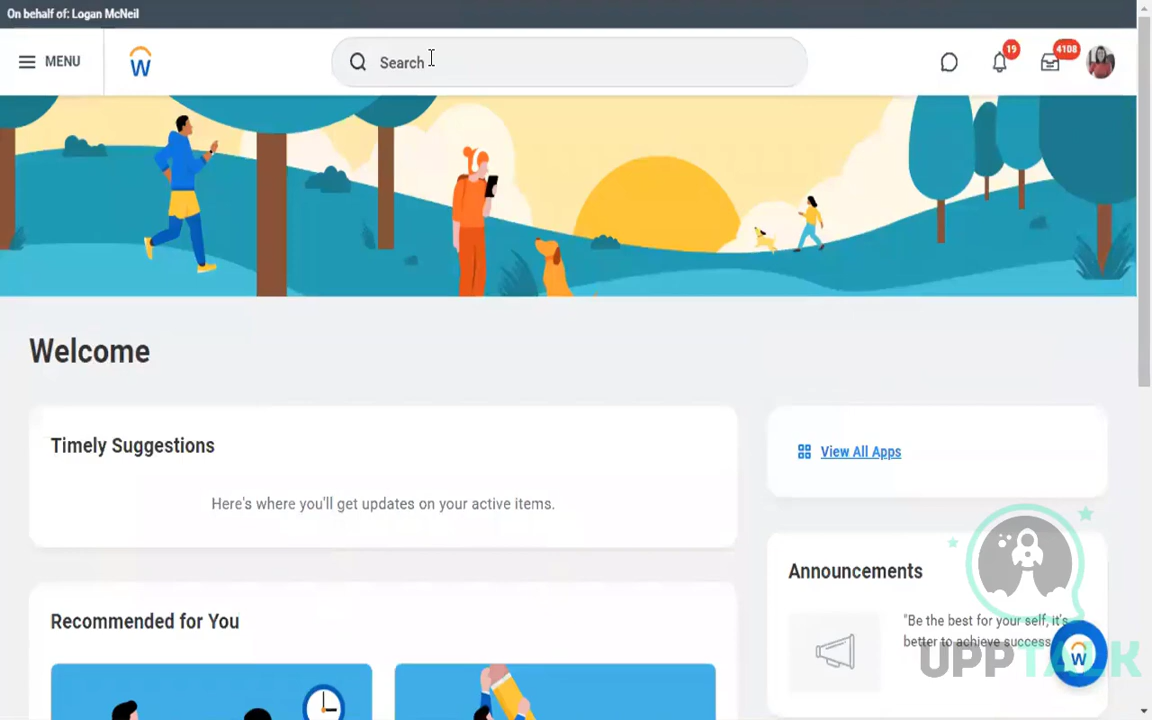 On behalf of: Logan McNeil
MENU
W
Search
19
4108
Welcome
Timely Suggestions
Here's where you'll get updates on your active items.
View All Apps
Recommended for You
Announcements
"Be the best for your self, it's
better to achieve success
W
UPPTALK